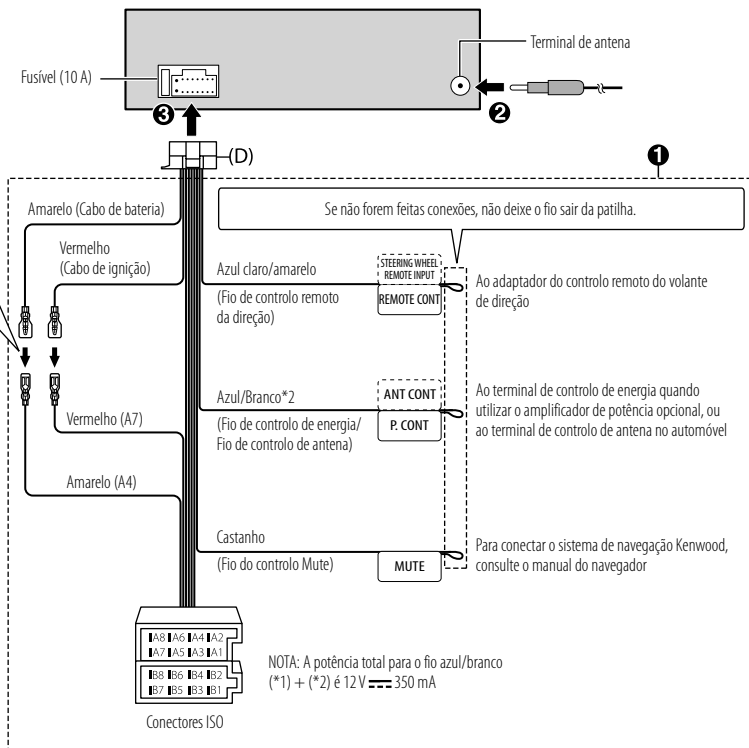 Terminal de antena
Fusível (10 A)
❸
❷
(D)
❶
Se não forem feitas conexões, não deixe o fio sair da patilha.
Amarelo (Cabo de bateria)
Vermelho
(Cabo de ignição)
Azul claro/amarelo
(Fio de controlo remoto
da direção)
STEERING WHEEL
REMOTE INPUT
REMOTE CONT
Ao adaptador do controlo remoto do volante
de direção
Azul/Branco*2
(Fio de controlo de energia/
Fio de controlo de antena)
ANT CONT
P. CONT
Ao terminal de controlo de energia quando
utilizar o amplificador de potência opcional, ou
ao terminal de controlo de antena no automóvel
Vermelho (A7)
Amarelo (A4)
Castanho
(Fio do controlo Mute)
MUTE
Para conectar o sistema de navegação Kenwood,
consulte o manual do navegador
A8 A6 A4 A2
A7 A5 A3 A1
B8 B6 B4 B2
B7 B5 B3 B1
Conectores ISO
NOTA: A potência total para o fio azul/branco
(*1) + (*2) é 12 V ⎓ 350 mA